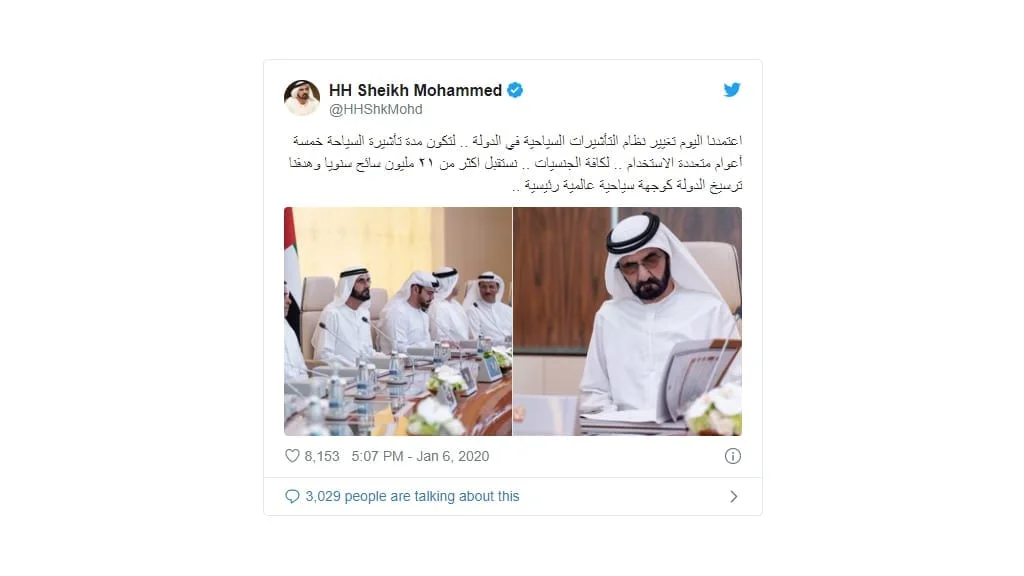 HH Sheikh Mohammed
@HHShkMohd
اعتمدنا اليوم تغيير نظام التأشيرات السياحية في الدولة .. لتكون مدة تأشيرة السياحة خمسة
أعوام متعددة الاستخدام .. لكافة الجنسيات .. نستقبل اكثر من ٢١ مليون سائح سنويا وهدفنا
ترسيخ الدولة كوجهة سياحية عالمية رئيسية ..
8,153 5:07 PM - Jan 6, 2020
3,029 people are talking about this